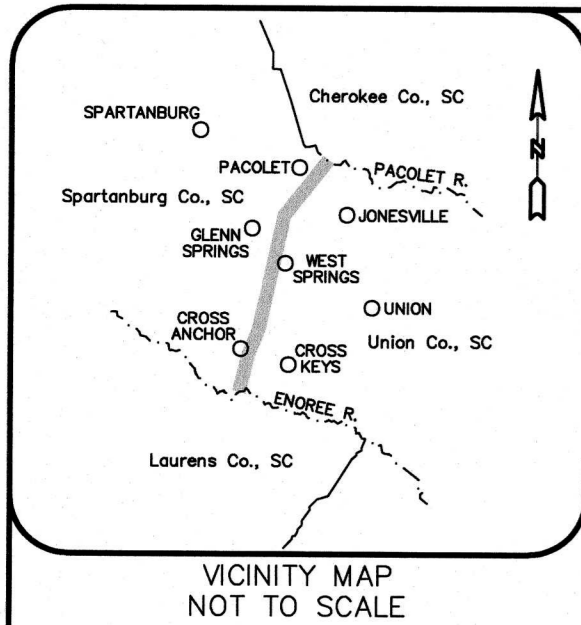 Cherokee Co., SC
SPARTANBURG
N
PACOLET
PACOLET R.
Spartanburg Co., SC
JONESVILLE
GLENN
SPRINGS
WEST
SPRINGS
UNION
CROSS
ANCHOR
Union Co., SC
CROSS
KEYS
ENOREE R.
Laurens Co., SC
VICINITY MAP
NOT TO SCALE